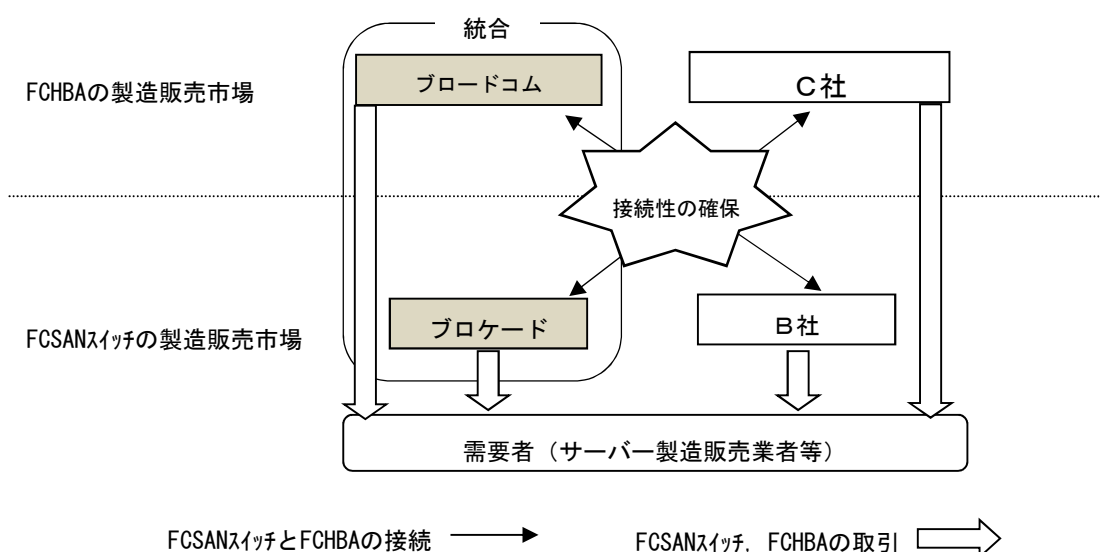 統合
ブロードコム
C社
FCHBAの製造販売市場
接続性の確保
ブロケード
B社
FCSANスイッチの製造販売市場
需要者（サーバー製造販売業者等）
FCSANスイッチとFCHBAの接続
FCSANスイッチ，FCHBAの取引